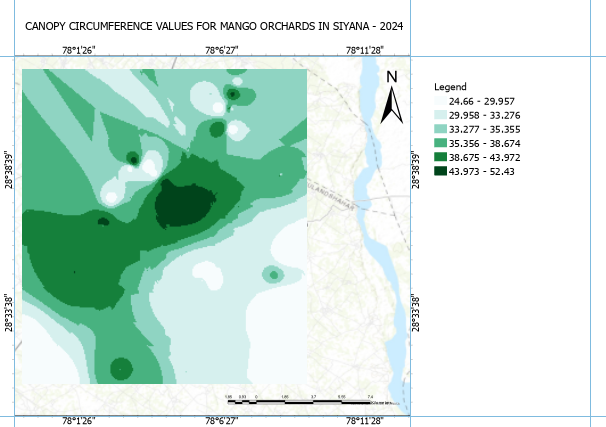 CANOPY CIRCUMFERENCE VALUES FOR MANGO ORCHARDS IN SIYANA - 2024
78°1'26" 78°6'27" 78°11'28"
N
Legend
24.66 - 29.957
29.958 - 33.276
33.277 - 35.355
35.356 - 38.674
38.675 - 43.972
43.973 - 52.43
28°38'39" 28°38'39"
28°33'38" 28°33'38"
78°1'26" 78°6'27" 78°11'28"